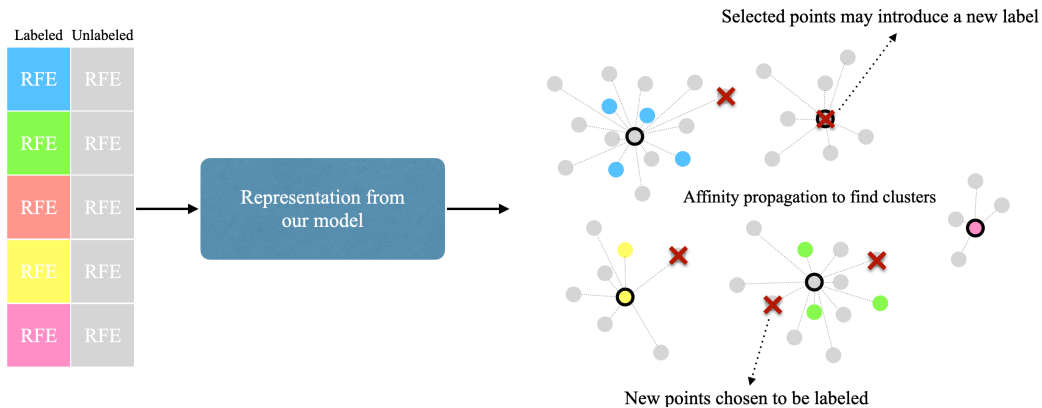 Selected points may introduce a new label
Labeled Unlabeled
RFE RFE
RFE RFE
RFE RFE
RFE RFE
RFE RFE
Representation from
our model
Affinity propagation to find clusters
New points chosen to be labeled